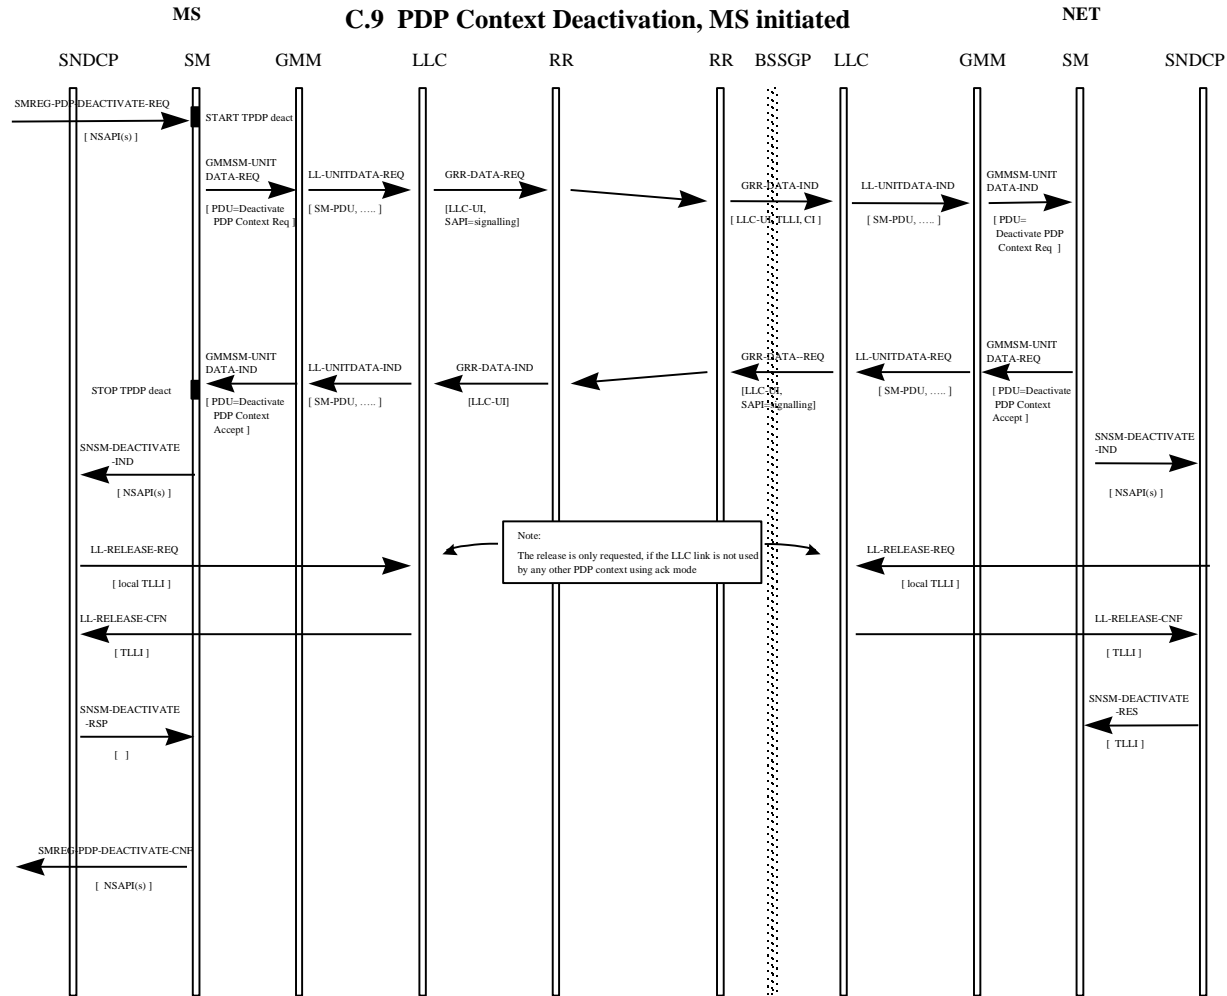 MS
C.9 PDP Context Deactivation, MS initiated
NET
SNDCP SM GMM LLC RR RR BSSGP LLC GMM SM SNDCP
SMREG-PDP-DEACTIVATE-REQ
[ NSAPI(s) ]
START TPDP deact
GMMSM-UNIT
DATA-REQ
[ PDU=Deactivate
PDP Context Req ]
LL-UNITDATA-REQ
[ SM-PDU, ….. ]
GRR-DATA-REQ
[LLC-UI,
SAPI=signalling]
GRR-DATA-IND
[ LLC-UI, TLLI, CI ]
LL-UNITDATA-IND
[ SM-PDU, ….. ]
GMMSM-UNIT
DATA-IND
[ PDU=
Deactivate PDP
Context Req ]
STOP TPDP deact
GMMSM-UNIT
DATA-IND
[ PDU=Deactivate
PDP Context
Accept ]
LL-UNITDATA-IND
[ SM-PDU, ….. ]
GRR-DATA-IND
[LLC-UI]
GRR-DATA--REQ
[LLC-UI,
SAPI=signalling]
LL-UNITDATA-REQ
[ SM-PDU, ….. ]
GMMSM-UNIT
DATA-REQ
[ PDU=Deactivate
PDP Context
Accept ]
SNSM-DEACTIVATE
-IND
[ NSAPI(s) ]
SNSM-DEACTIVATE
-IND
[ NSAPI(s) ]
LL-RELEASE-REQ
[ local TLLI ]
Note:
The release is only requested, if the LLC link is not used
by any other PDP context using ack mode
LL-RELEASE-REQ
[ local TLLI ]
LL-RELEASE-CFN
[ TLLI ]
LL-RELEASE-CNF
[ TLLI ]
SNSM-DEACTIVATE
-RSP
[ ]
SNSM-DEACTIVATE
-RES
[ TLLI ]
SMREG-PDP-DEACTIVATE-CNF
[ NSAPI(s) ]